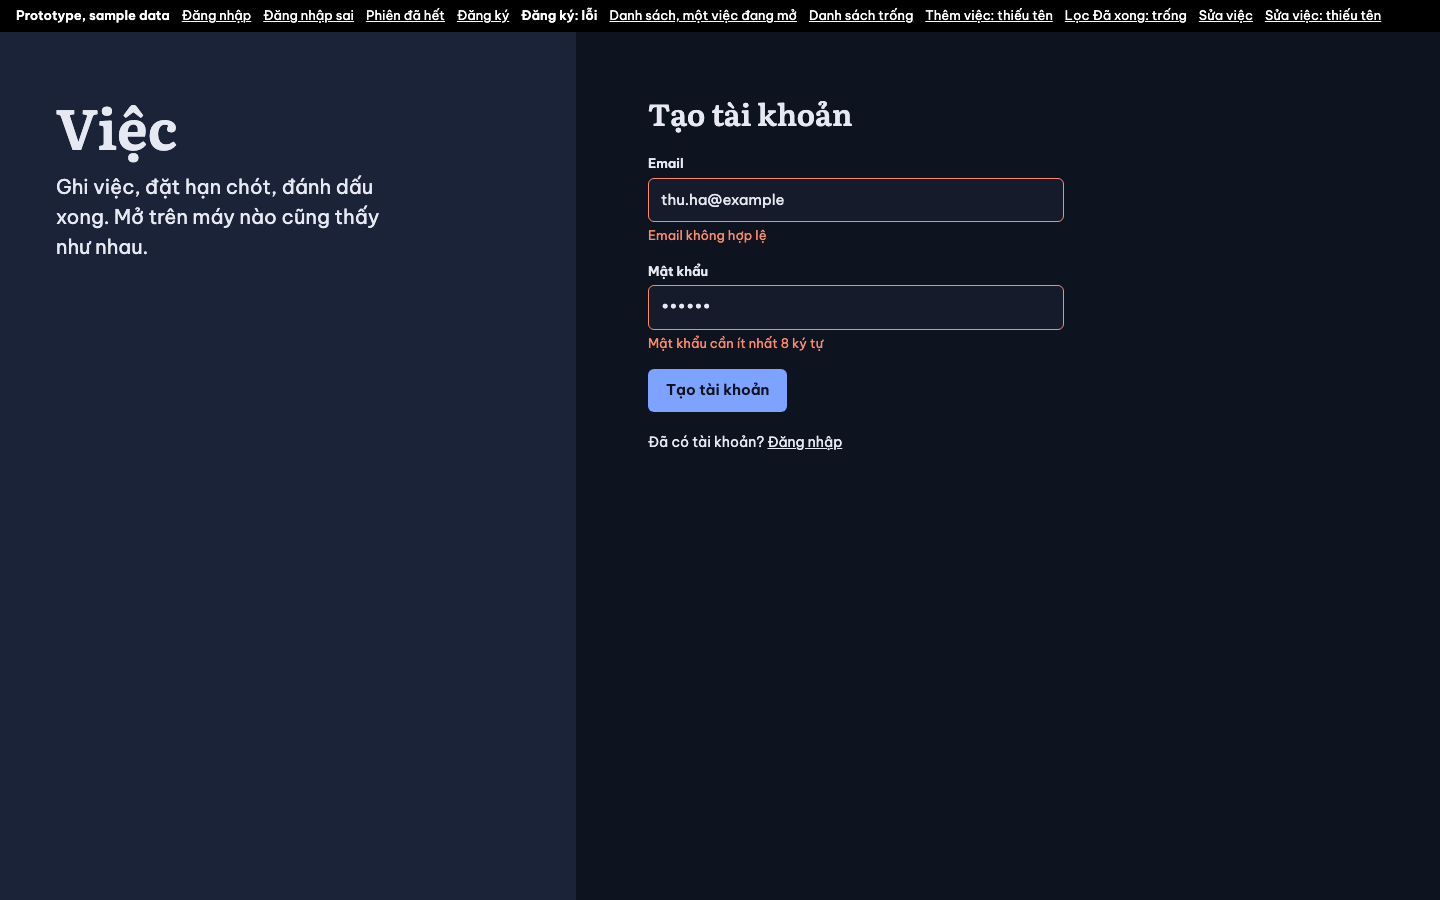 Prototype, sample data Đăng nhập Đăng nhập sai Phiên đã hết Đăng ký Đăng ký: lỗi Danh sách, một việc đang mở Danh sách trống Thêm việc: thiếu tên Lọc Đã xong: trống Sửa việc Sửa việc: thiếu tên
Việc
Ghi việc, đặt hạn chót, đánh dấu
xong. Mở trên máy nào cũng thấy
như nhau.
Tạo tài khoản
Email
thu.ha@example
Email không hợp lệ
Mật khẩu
••••••
Mật khẩu cần ít nhất 8 ký tự
Tạo tài khoản
Đã có tài khoản? Đăng nhập